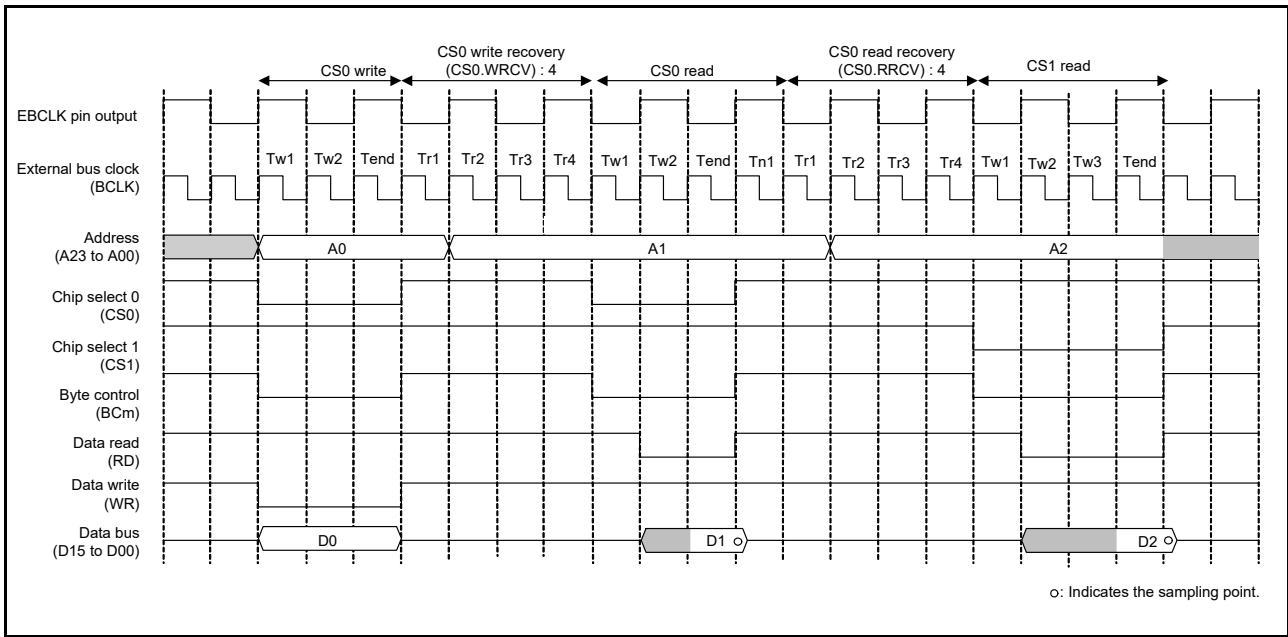 CS0 write
CS0 write recovery
(CS0.WRCV) : 4
CS0 read
CS0 read recovery
(CS0.RRCV) : 4
CS1 read
EBCLK pin output
External bus clock
(BCLK)
Tw1 Tw2 Tend Tr1 Tr2 Tr3 Tr4 Tw1 Tw2 Tend Tn1 Tr1 Tr2 Tr3 Tr4 Tw1 Tw2 Tw3 Tend
Address
(A23 to A00)
A0 A1 A2
Chip select 0
(CS0)
Chip select 1
(CS1)
Byte control
(BCm)
Data read
(RD)
Data write
(WR)
Data bus
(D15 to D00)
D0 D1 D2
o: Indicates the sampling point.